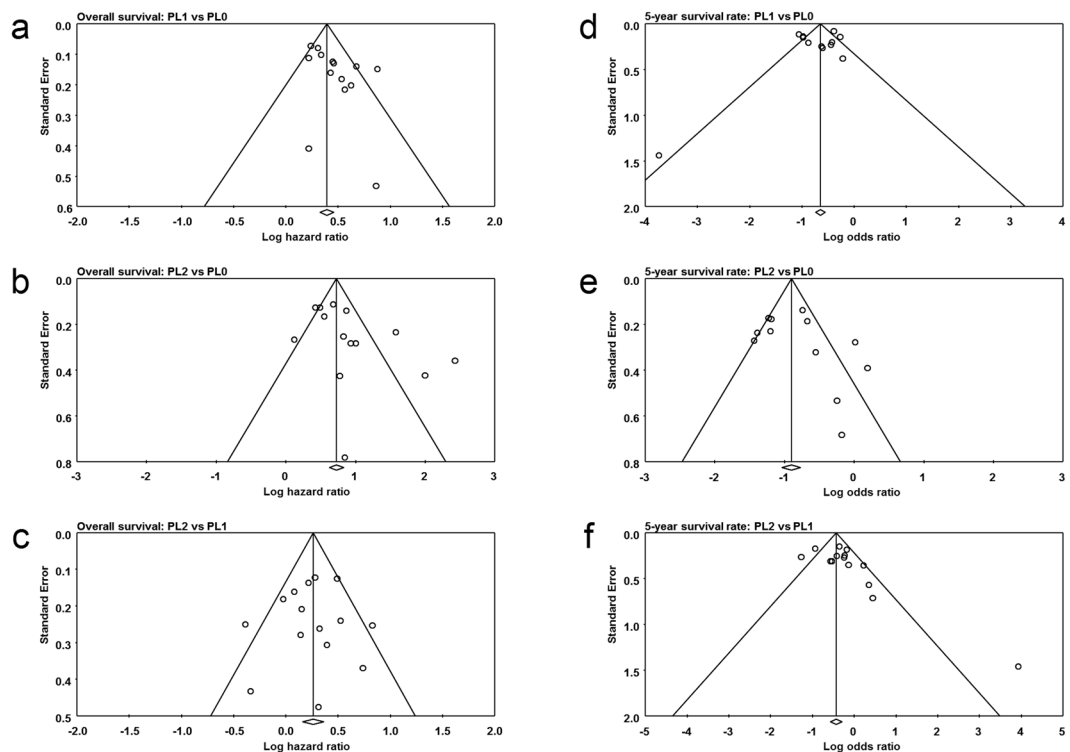 a
Overall survival: PL1 vs PL0
Standard Error
0.0
0.1
0.2
0.3
0.4
0.5
0.6
-2.0 -1.5 -1.0 -0.5 0.0 0.5 1.0 1.5 2.0
Log hazard ratio
d
5-year survival rate: PL1 vs PL0
Standard Error
0.0
0.5
1.0
1.5
2.0
-4 -3 -2 -1 0 1 2 3 4
Log odds ratio
b
Overall survival: PL2 vs PL0
Standard Error
0.0
0.2
0.4
0.6
0.8
-3 -2 -1 0 1 2 3
Log hazard ratio
e
5-year survival rate: PL2 vs PL0
Standard Error
0.0
0.2
0.4
0.6
0.8
-3 -2 -1 0 1 2 3
Log odds ratio
c
Overall survival: PL2 vs PL1
Standard Error
0.0
0.1
0.2
0.3
0.4
0.5
-2.0 -1.5 -1.0 -0.5 0.0 0.5 1.0 1.5 2.0
Log hazard ratio
f
5-year survival rate: PL2 vs PL1
Standard Error
0.0
0.5
1.0
1.5
2.0
-5 -4 -3 -2 -1 0 1 2 3 4 5
Log odds ratio